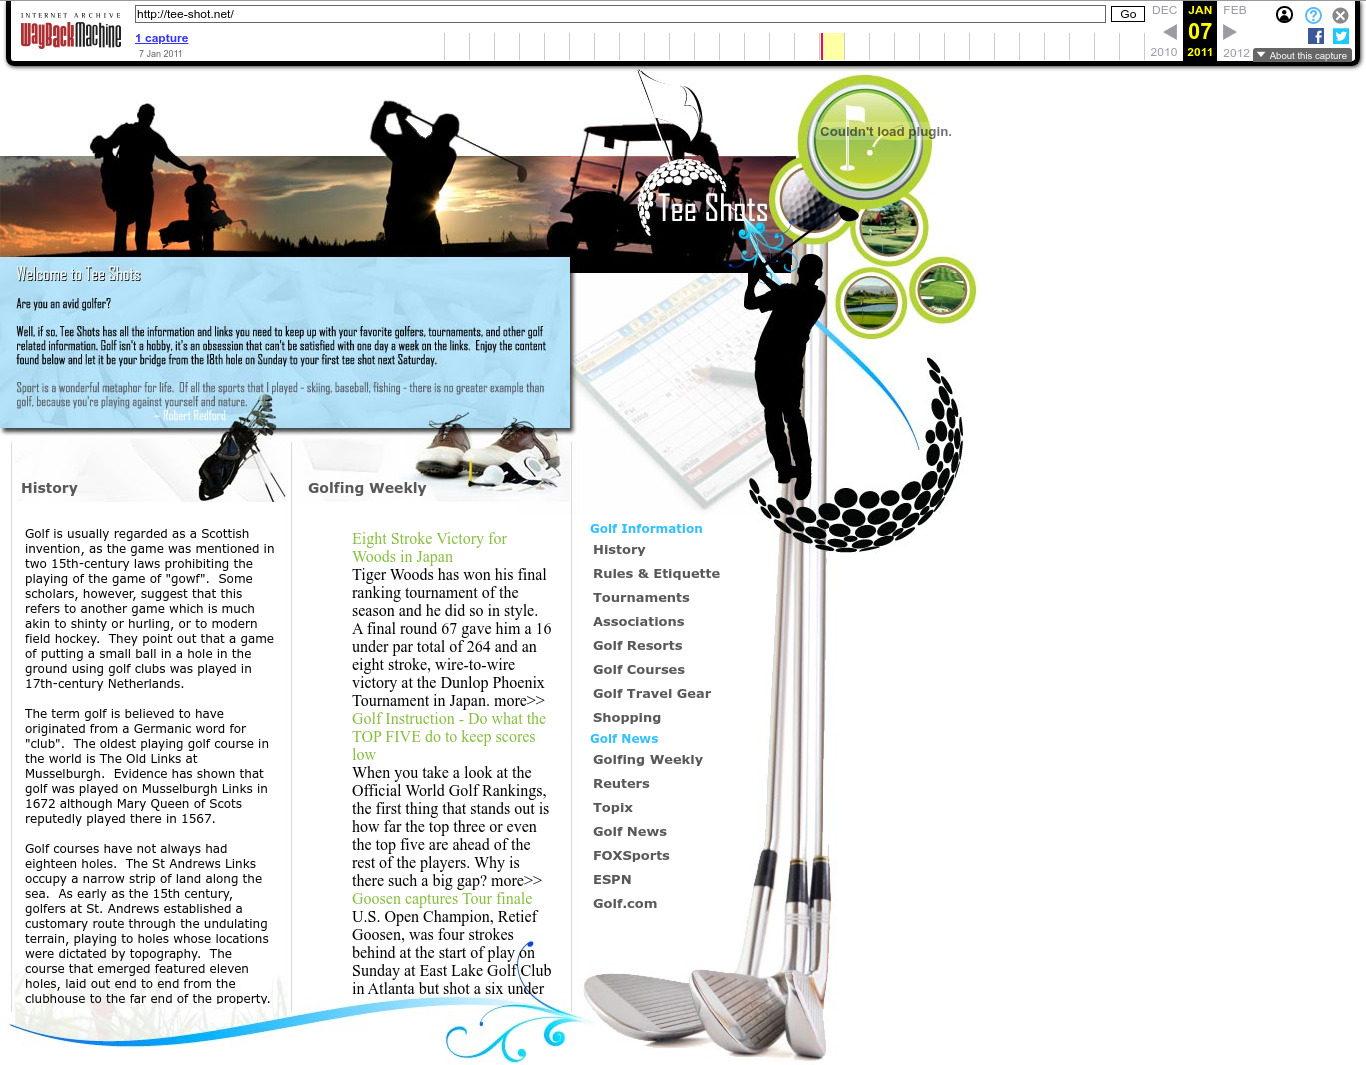 INTERNET ARCHIVE
WayBackMachine
http://tee-shot.net/
Go
1 capture
7 Jan 2011
DEC
JAN
FEB
07
2010
2011
2012
About this capture
Couldn't load plugin.
Tee Shots
Welcome to Tee Shots
Are you an avid golfer?
Well, if so, Tee Shots has all the information and links you need to keep up with your favorite golfers, tournaments, and other golf
related information. Golf isn't a hobby, it's an obsession that can't be satisfied with one day a week on the links.  Enjoy the content
found below and let it be your bridge from the 18th hole on Sunday to your first tee shot next Saturday.
Sport is a wonderful metaphor for life.  Of all the sports that I played - skiing, baseball, fishing - there is no greater example than
golf, because you're playing against yourself and nature.
~ Robert Redford
History
Golf is usually regarded as a Scottish
invention, as the game was mentioned in
two 15th-century laws prohibiting the
playing of the game of "gowf".  Some
scholars, however, suggest that this
refers to another game which is much
akin to shinty or hurling, or to modern
field hockey.  They point out that a game
of putting a small ball in a hole in the
ground using golf clubs was played in
17th-century Netherlands.
The term golf is believed to have
originated from a Germanic word for
"club".  The oldest playing golf course in
the world is The Old Links at
Musselburgh.  Evidence has shown that
golf was played on Musselburgh Links in
1672 although Mary Queen of Scots
reputedly played there in 1567.
Golf courses have not always had
eighteen holes.  The St Andrews Links
occupy a narrow strip of land along the
sea.  As early as the 15th century,
golfers at St. Andrews established a
customary route through the undulating
terrain, playing to holes whose locations
were dictated by topography.  The
course that emerged featured eleven
holes, laid out end to end from the
clubhouse to the far end of the property.
Golfing Weekly
Eight Stroke Victory for
Woods in Japan
Tiger Woods has won his final
ranking tournament of the
season and he did so in style.
A final round 67 gave him a 16
under par total of 264 and an
eight stroke, wire-to-wire
victory at the Dunlop Phoenix
Tournament in Japan. more>>
Golf Instruction - Do what the
TOP FIVE do to keep scores
low
When you take a look at the
Official World Golf Rankings,
the first thing that stands out is
how far the top three or even
the top five are ahead of the
rest of the players. Why is
there such a big gap? more>>
Goosen captures Tour finale
U.S. Open Champion, Retief
Goosen, was four strokes
behind at the start of play on
Sunday at East Lake Golf Club
in Atlanta but shot a six under
Golf Information
History
Rules & Etiquette
Tournaments
Associations
Golf Resorts
Golf Courses
Golf Travel Gear
Shopping
Golf News
Golfing Weekly
Reuters
Topix
Golf News
FOXSports
ESPN
Golf.com